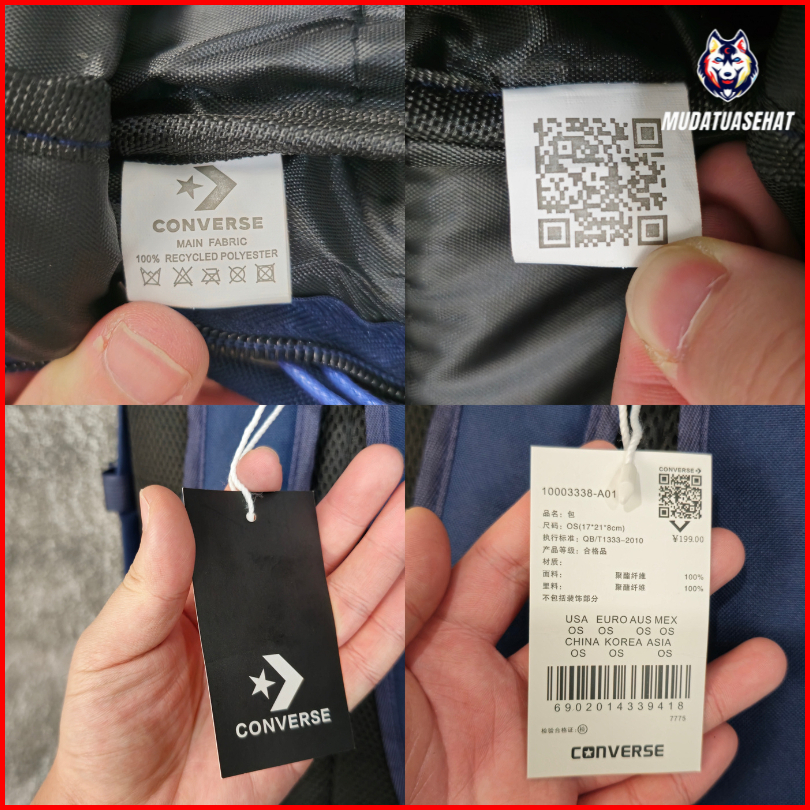 CONVERSE
MAIN FABRIC
100% RECYCLED POLYESTER
MUDATUASEHAT
CONVERSE
CONVERSE
10003338-A01
品名：包
尺码：OS(17*21*8cm)
执行标准：QB/T1333-2010
¥199.00
产品等级：合格品
材质：
面料： 聚酯纤维 100%
里料： 聚酯纤维 100%
不包括装饰部分
USA EURO AUS MEX
OS OS OS OS
CHINA KOREA ASIA
OS OS OS
6902014339418
7775
检验合格证：检
CONVERSE